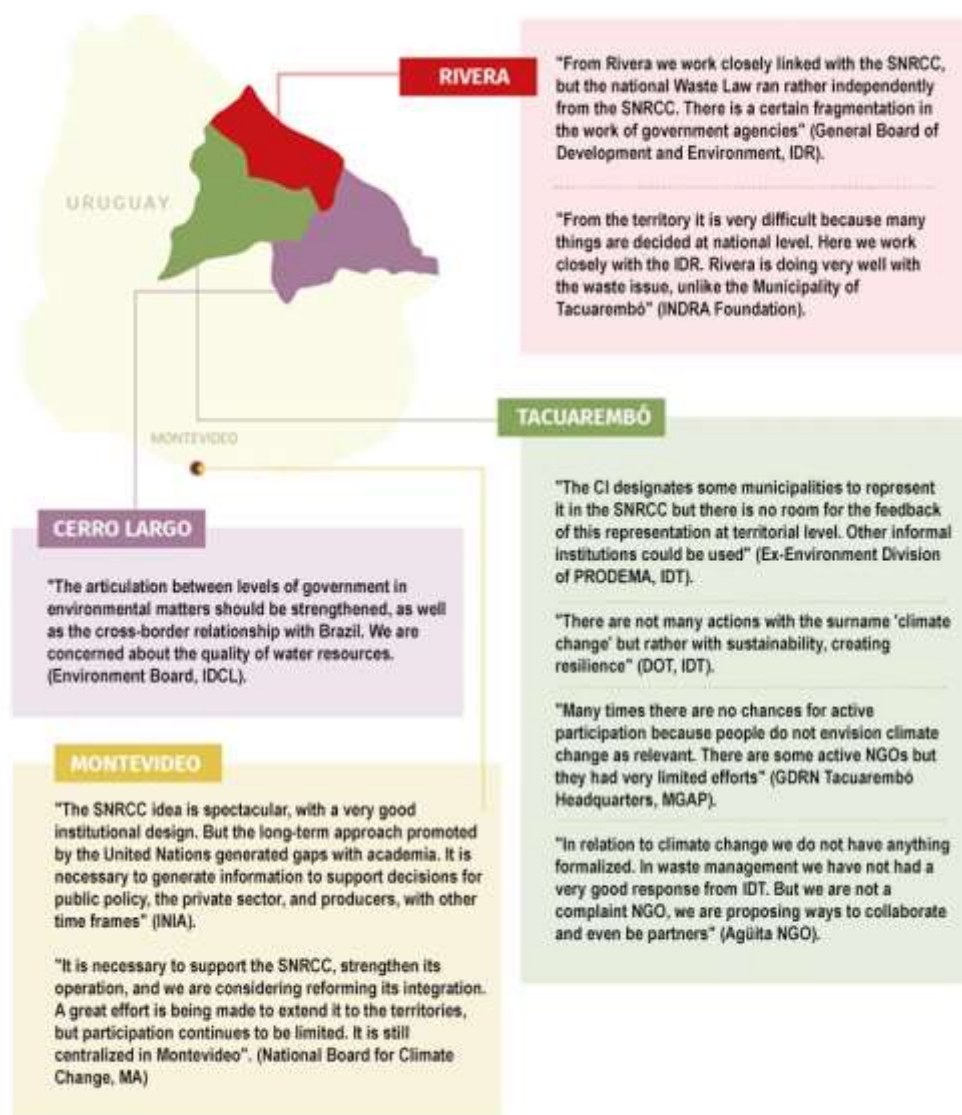 RIVERA
"From Rivera we work closely linked with the SNRCC,
but the national Waste Law ran rather independently
from the SNRCC. There is a certain fragmentation in
the work of government agencies" (General Board of
Development and Environment, IDR).
"From the territory it is very difficult because many
things are decided at national level. Here we work
closely with the IDR. Rivera is doing very well with
the waste issue, unlike the Municipality of
Tacuarembó" (INDRA Foundation).
URUGUAY
MONTEVIDEO
TACUAREMBÓ
"The CI designates some municipalities to represent
it in the SNRCC but there is no room for the feedback
of this representation at territorial level. Other informal
institutions could be used" (Ex-Environment Division
of PRODEMA, IDT).
"There are not many actions with the surname 'climate
change' but rather with sustainability, creating
resilience" (DOT, IDT).
"Many times there are no chances for active
participation because people do not envision climate
change as relevant. There are some active NGOs but
they had very limited efforts" (GDRN Tacuarembó
Headquarters, MGAP).
"In relation to climate change we do not have anything
formalized. In waste management we have not had a
very good response from IDT. But we are not a
complaint NGO, we are proposing ways to collaborate
and even be partners" (Agüita NGO).
CERRO LARGO
"The articulation between levels of government in
environmental matters should be strengthened, as well
as the cross-border relationship with Brazil. We are
concerned about the quality of water resources.
(Environment Board, IDCL).
MONTEVIDEO
"The SNRCC idea is spectacular, with a very good
institutional design. But the long-term approach promoted
by the United Nations generated gaps with academia. It is
necessary to generate information to support decisions for
public policy, the private sector, and producers, with other
time frames" (INIA).
"It is necessary to support the SNRCC, strengthen its
operation, and we are considering reforming its integration.
A great effort is being made to extend it to the territories,
but participation continues to be limited. It is still
centralized in Montevideo". (National Board for Climate
Change, MA)